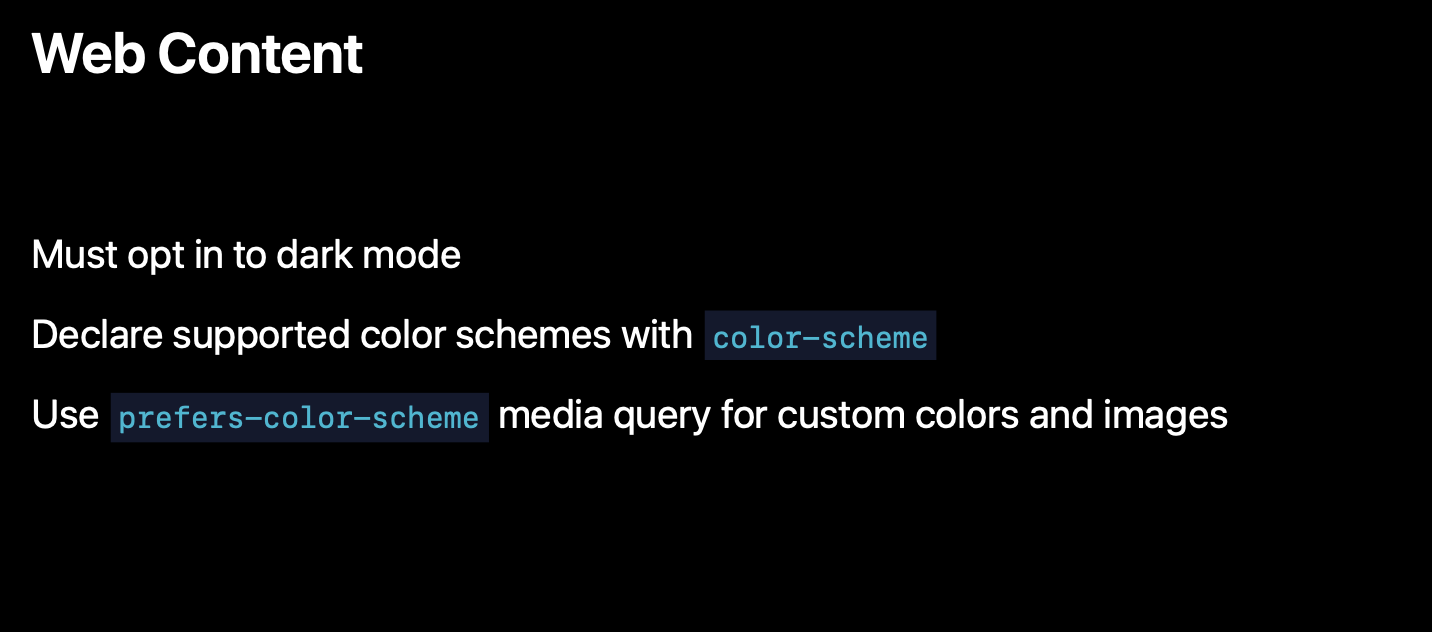 Web Content
Must opt in to dark mode
Declare supported color schemes with color-scheme
Use prefers-color-scheme media query for custom colors and images